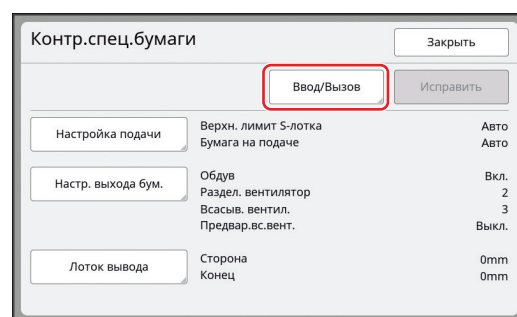 Контр.спец.бумаги
Закрыть
Ввод/Вызов
Исправить
Настройка подачи
Верхн. лимит S-лотка Авто
Бумага на подаче Авто
Настр. выхода бум.
Обдув Вкл.
Раздел. вентилятор 2
Всасыв. вентил. 3
Предвар.вс.вент. Выкл.
Лоток вывода
Сторона 0mm
Конец 0mm